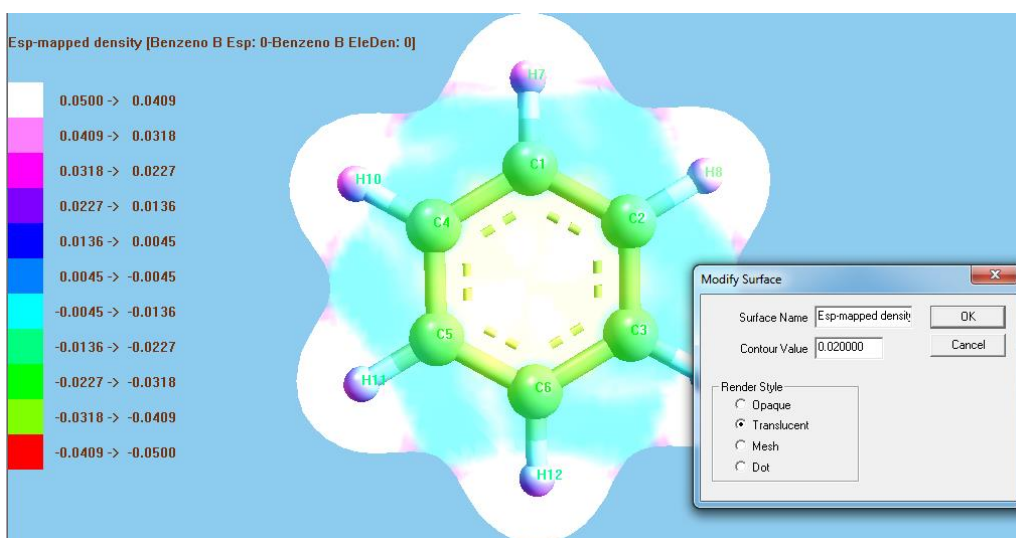 Esp-mapped density [Benzeno B Esp: 0-Benzeno B EleDen: 0]
0.0500 -> 0.0409
0.0409 -> 0.0318
0.0318 -> 0.0227
0.0227 -> 0.0136
0.0136 -> 0.0045
0.0045 -> -0.0045
-0.0045 -> -0.0136
-0.0136 -> -0.0227
-0.0227 -> -0.0318
-0.0318 -> -0.0409
-0.0409 -> -0.0500
H7
C1
H8
H10
C2
C4
C5
C3
H11
C6
H12
Modify Surface
Surface Name Esp-mapped density OK
Contour Value 0.020000 Cancel
Render Style
Opaque
Translucent
Mesh
Dot